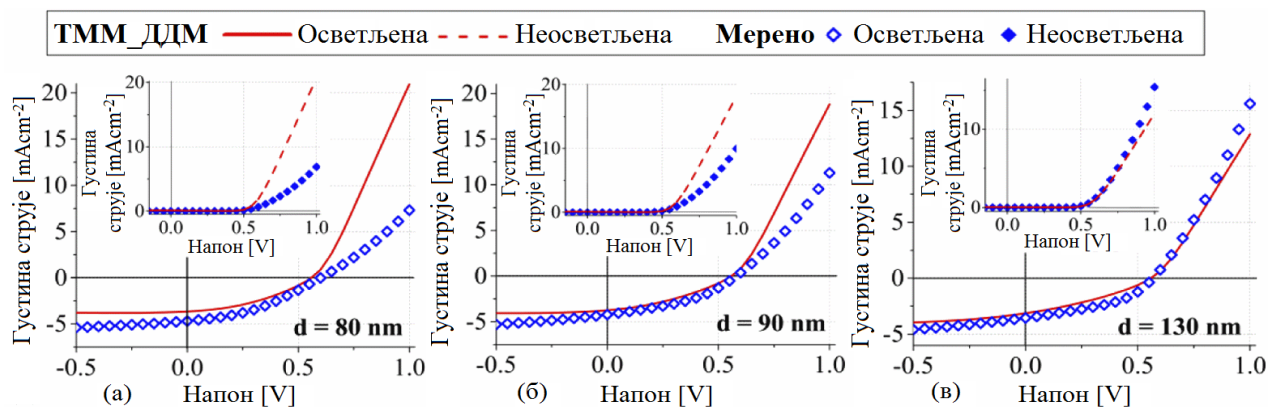 ТММ_ДДМ Осветљена Неосветљена Мерено Осветљена Неосветљена
20
15
10
5
0
-5
Густина струје [mAcm-2]
20
10
0
Густина
струје [mAcm-2]
0.0 0.5 1.0
Напон [V]
d = 80 nm
-0.5 0.0 0.5 1.0
(а) Напон [V]
20
15
10
5
0
-5
Густина струје [mAcm-2]
20
10
0
Густина
струје [mAcm-2]
0.0 0.5 1.0
Напон [V]
d = 90 nm
-0.5 0.0 0.5 1.0
(б) Напон [V]
15
10
5
0
-5
Густина струје [mAcm-2]
10
0
Густина
струје [mAcm-2]
0.0 0.5 1.0
Напон [V]
d = 130 nm
-0.5 0.0 0.5 1.0
(в) Напон [V]